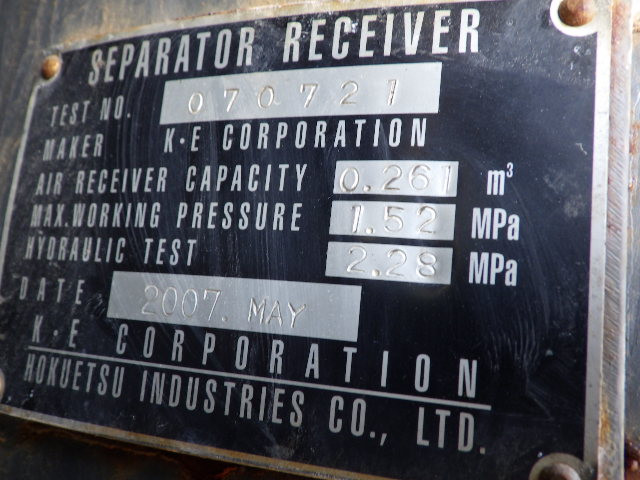 SEPARATOR RECEIVER
TEST NO. 070721
MAKER K・E CORPORATION
AIR RECEIVER CAPACITY 0.261 m³
MAX.WORKING PRESSURE 1.52 MPa
HYDRAULIC TEST 2.28 MPa
DATE 2007. MAY
K・E CORPORATION
HOKUETSU INDUSTRIES CO., LTD.